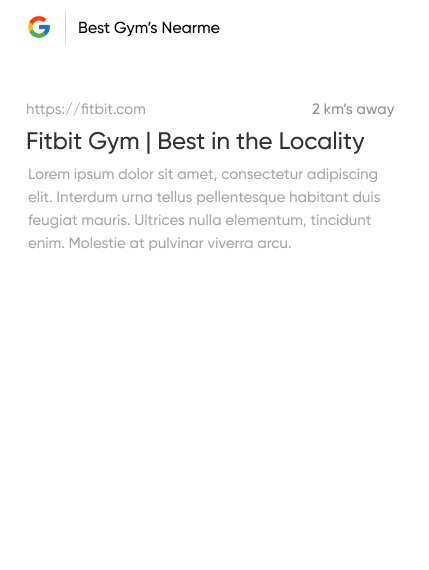 Best Gym's Nearme
https://fitbit.com 2 km's away
Fitbit Gym | Best in the Locality
Lorem ipsum dolor sit amet, consectetur adipiscing
elit. Interdum urna tellus pellentesque habitant duis
feugiat mauris. Ultrices nulla elementum, tincidunt
enim. Molestie at pulvinar viverra arcu.